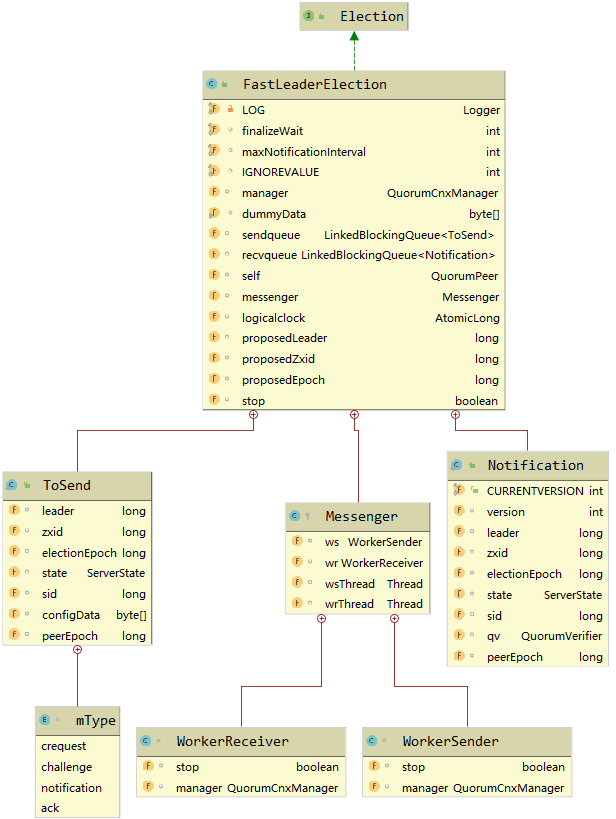 Election
FastLeaderElection
LOG Logger
finalizeWait int
maxNotificationInterval int
IGNOREVALUE int
manager QuorumCnxManager
dummyData byte[]
sendqueue LinkedBlockingQueue<ToSend>
recvqueue LinkedBlockingQueue<Notification>
self QuorumPeer
messenger Messenger
logicalclock AtomicLong
proposedLeader long
proposedZxid long
proposedEpoch long
stop boolean
ToSend
leader long
zxid long
electionEpoch long
state ServerState
sid long
configData byte[]
peerEpoch long
Messenger
ws WorkerSender
wr WorkerReceiver
wsThread Thread
wrThread Thread
Notification
CURRENTVERSION int
version int
leader long
zxid long
electionEpoch long
state ServerState
sid long
qv QuorumVerifier
peerEpoch long
mType
crequest
challenge
notification
ack
WorkerReceiver
stop boolean
manager QuorumCnxManager
WorkerSender
stop boolean
manager QuorumCnxManager